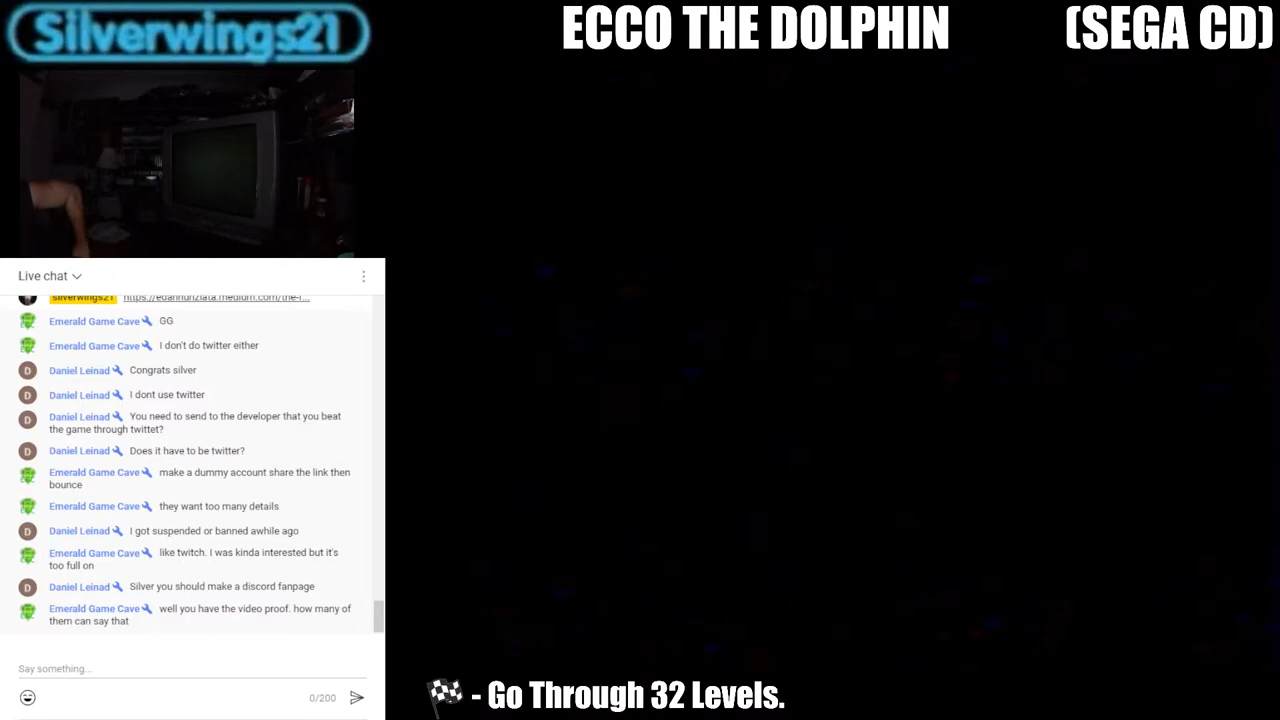 Silverwings21
ECCO THE DOLPHIN (SEGA CD)
Live chat
Silverwings21 https://edannunziata.medium.com/the-r...
Emerald Game Cave GG
Emerald Game Cave I don't do twitter either
Daniel Leinad Congrats silver
Daniel Leinad I dont use twitter
Daniel Leinad You need to send to the developer that you beat
the game through twittet?
Daniel Leinad Does it have to be twitter?
Emerald Game Cave make a dummy account share the link then
bounce
Emerald Game Cave they want too many details
Daniel Leinad I got suspended or banned awhile ago
Emerald Game Cave like twitch. I was kinda interested but it's
too full on
Daniel Leinad Silver you should make a discord fanpage
Emerald Game Cave well you have the video proof. how many of
them can say that
Say something...
0/200
- Go Through 32 Levels.